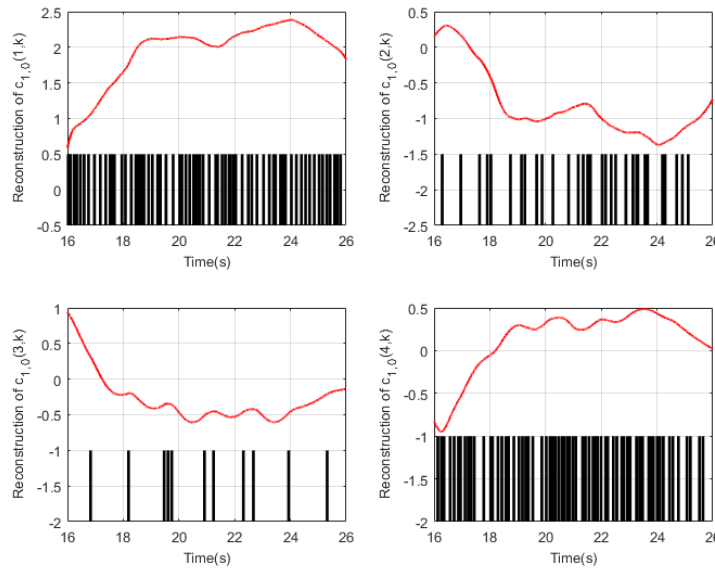 Reconstruction of c1,0(1,k)
2.5
2
1.5
1
0.5
0
-0.5
16 18 20 22 24 26
Time(s)
Reconstruction of c1,0(2,k)
0.5
0
-0.5
-1
-1.5
-2
-2.5
16 18 20 22 24 26
Time(s)
Reconstruction of c1,0(3,k)
1
0.5
0
-0.5
-1
-1.5
-2
16 18 20 22 24 26
Time(s)
Reconstruction of c1,0(4,k)
0.5
0
-0.5
-1
-1.5
-2
16 18 20 22 24 26
Time(s)